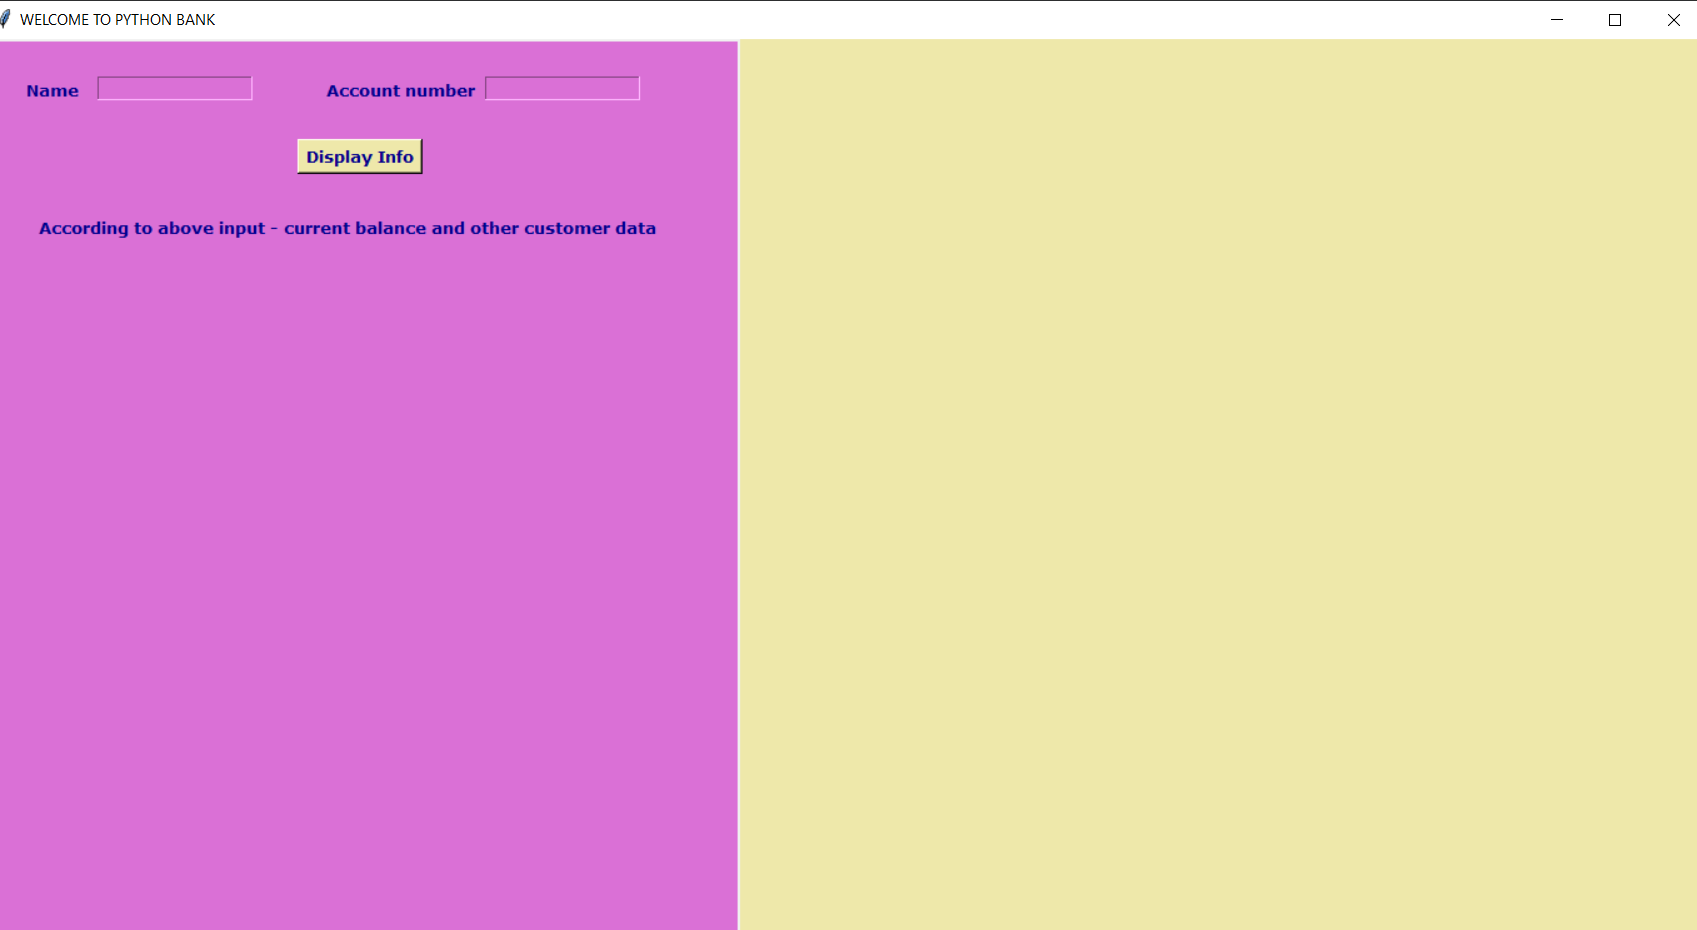 WELCOME TO PYTHON BANK
Name Account number
Display Info
According to above input - current balance and other customer data